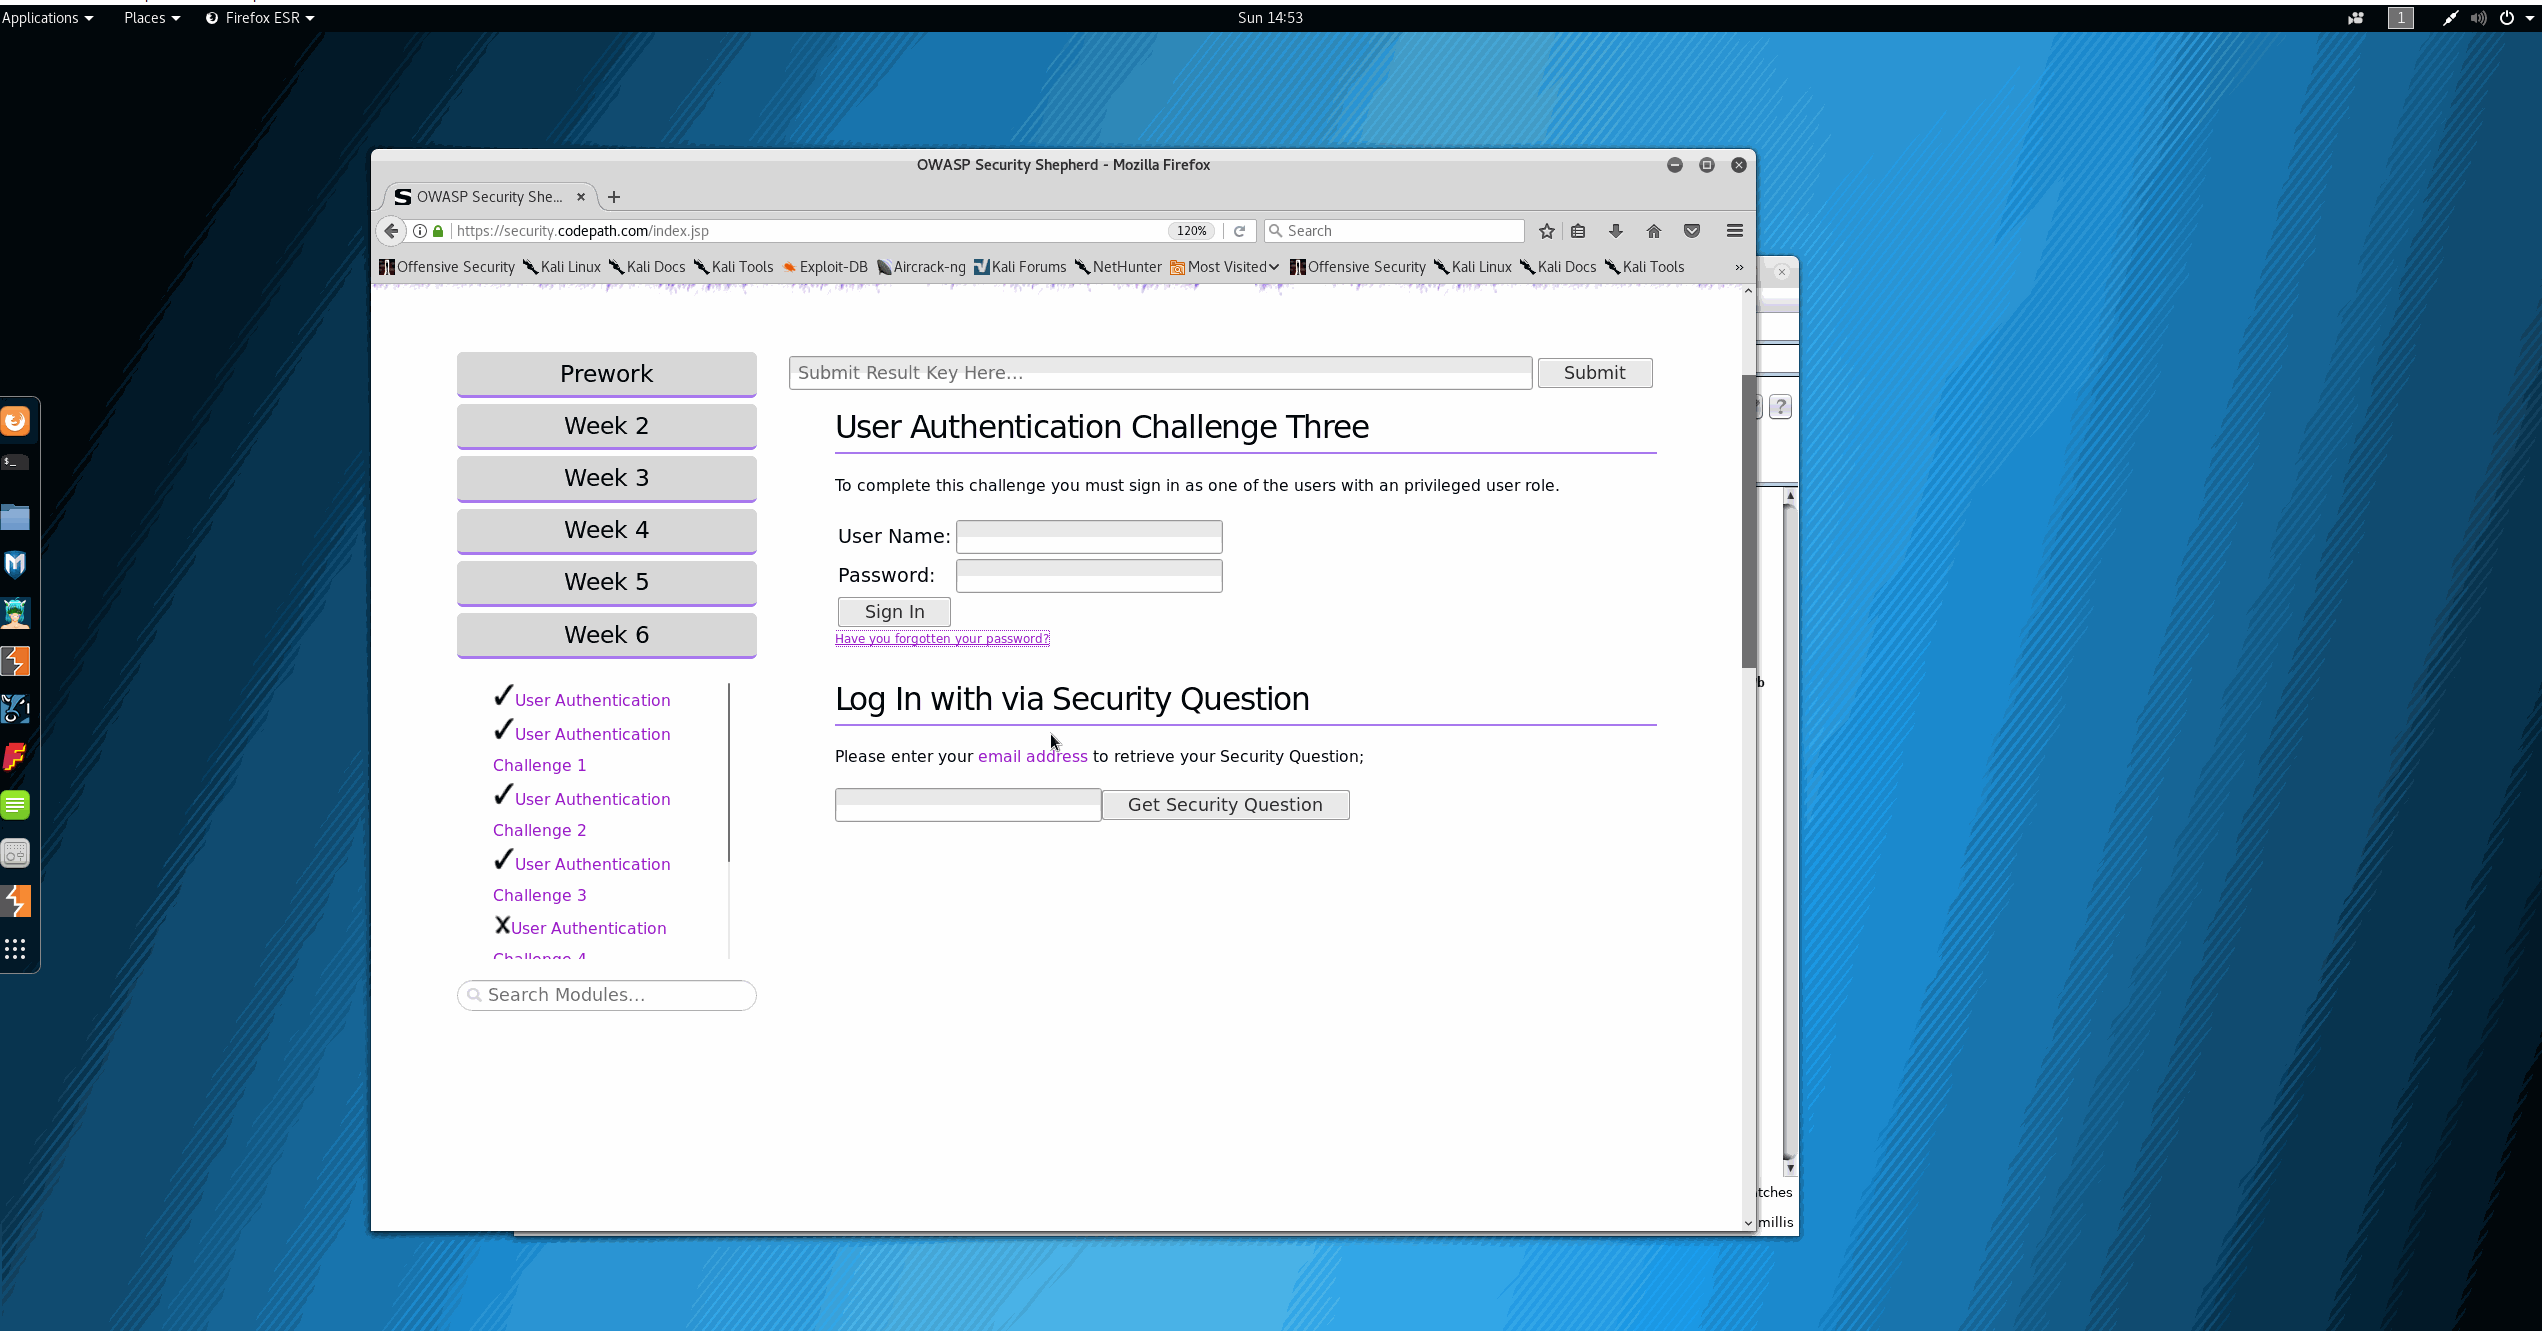 Applications Places Firefox ESR Sun 14:53 1
OWASP Security Shepherd - Mozilla Firefox
OWASP Security She...
https://security.codepath.com/index.jsp 120% Search
Offensive Security Kali Linux Kali Docs Kali Tools Exploit-DB Aircrack-ng Kali Forums NetHunter Most Visited Offensive Security Kali Linux Kali Docs Kali Tools »
Prework
Week 2
Week 3
Week 4
Week 5
Week 6
User Authentication
User Authentication
Challenge 1
User Authentication
Challenge 2
User Authentication
Challenge 3
User Authentication
Challenge 4
Search Modules...
Submit Result Key Here... Submit
User Authentication Challenge Three
To complete this challenge you must sign in as one of the users with an privileged user role.
User Name:
Password:
Sign In
Have you forgotten your password?
Log In with via Security Question
Please enter your email address to retrieve your Security Question;
Get Security Question
?
millis